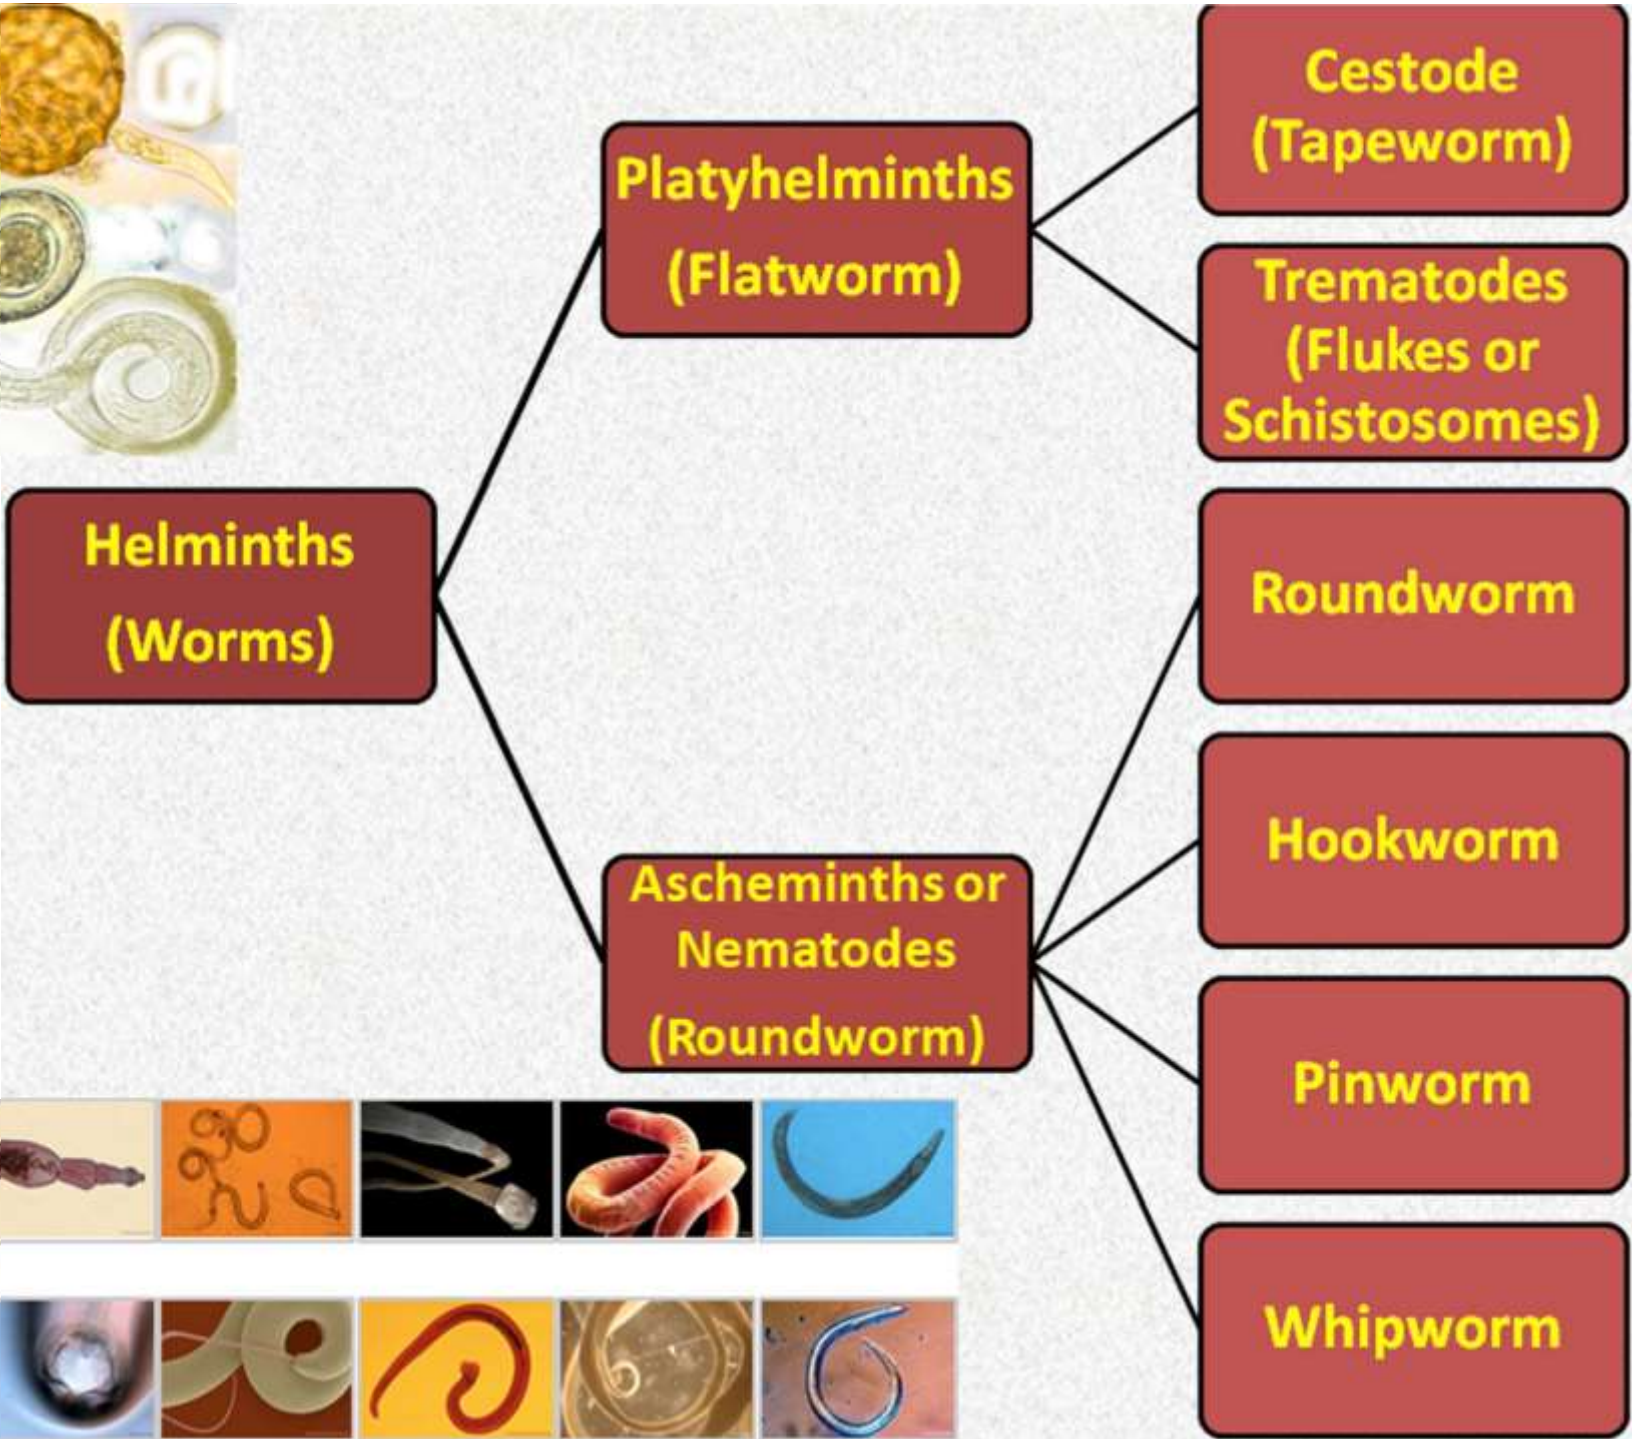 Cestode
(Tapeworm)
Platyhelminths
(Flatworm)
Trematodes
(Flukes or
Schistosomes)
Helminths
(Worms)
Roundworm
Hookworm
Ascheminths or
Nematodes
(Roundworm)
Pinworm
Whipworm